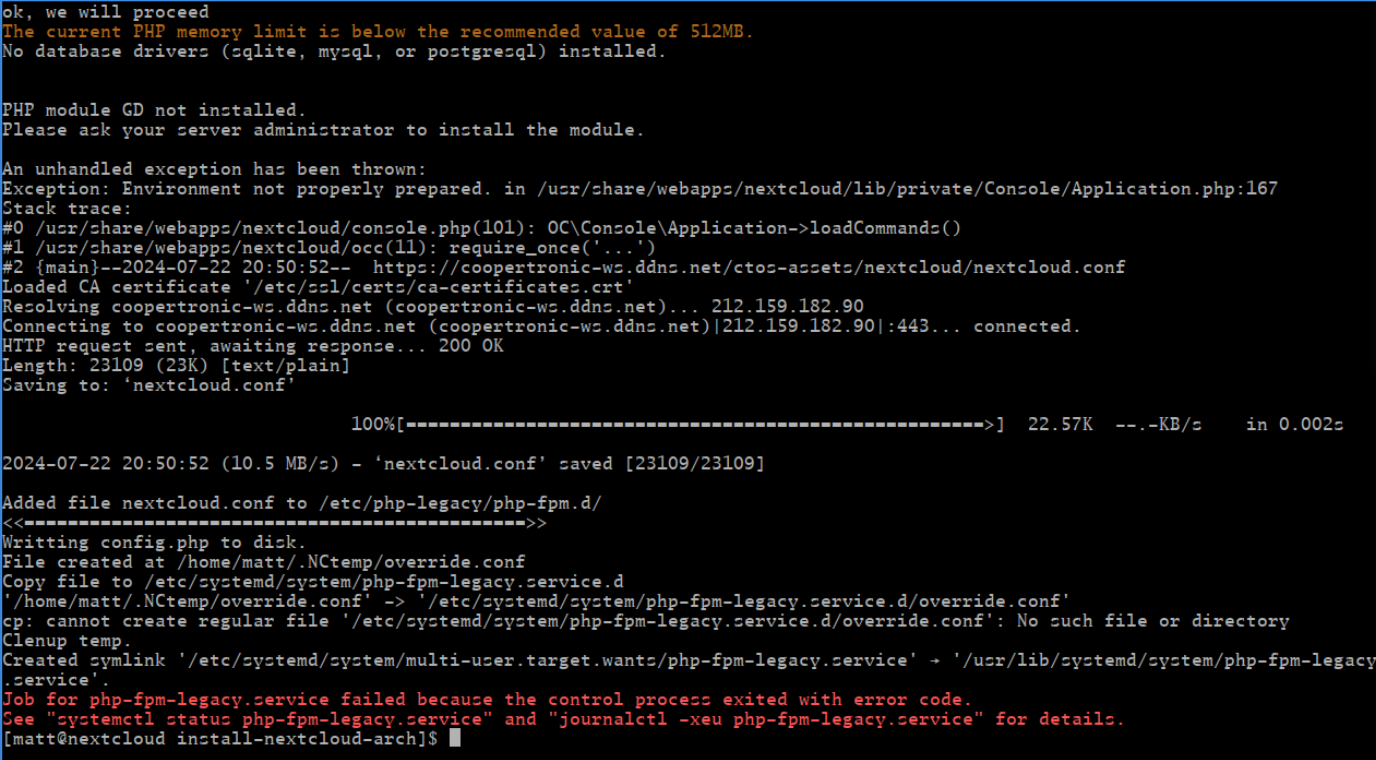 ok, we will proceed
The current PHP memory limit is below the recommended value of 512MB.
No database drivers (sqlite, mysql, or postgresql) installed.
PHP module GD not installed.
Please ask your server administrator to install the module.
An unhandled exception has been thrown:
Exception: Environment not properly prepared. in /usr/share/webapps/nextcloud/lib/private/Console/Application.php:167
Stack trace:
#0 /usr/share/webapps/nextcloud/console.php(101): OC\Console\Application->loadCommands()
#1 /usr/share/webapps/nextcloud/occ(11): require_once('...')
#2 {main}--2024-07-22 20:50:52--  https://coopertronic-ws.ddns.net/ctos-assets/nextcloud/nextcloud.conf
Loaded CA certificate '/etc/ssl/certs/ca-certificates.crt'
Resolving coopertronic-ws.ddns.net (coopertronic-ws.ddns.net)... 212.159.182.90
Connecting to coopertronic-ws.ddns.net (coopertronic-ws.ddns.net)|212.159.182.90|:443... connected.
HTTP request sent, awaiting response... 200 OK
Length: 23109 (23K) [text/plain]
Saving to: ‘nextcloud.conf’
100%[=====================================================>]  22.57K  --.-KB/s    in 0.002s
2024-07-22 20:50:52 (10.5 MB/s) - ‘nextcloud.conf’ saved [23109/23109]
Added file nextcloud.conf to /etc/php-legacy/php-fpm.d/
<<==============================================>>
Writting config.php to disk.
File created at /home/matt/.NCtemp/override.conf
Copy file to /etc/systemd/system/php-fpm-legacy.service.d
'/home/matt/.NCtemp/override.conf' -> '/etc/systemd/system/php-fpm-legacy.service.d/override.conf'
cp: cannot create regular file '/etc/systemd/system/php-fpm-legacy.service.d/override.conf': No such file or directory
Clenup temp.
Created symlink '/etc/systemd/system/multi-user.target.wants/php-fpm-legacy.service' → '/usr/lib/systemd/system/php-fpm-legacy
.service'.
Job for php-fpm-legacy.service failed because the control process exited with error code.
See "systemctl status php-fpm-legacy.service" and "journalctl -xeu php-fpm-legacy.service" for details.
[matt@nextcloud install-nextcloud-arch]$